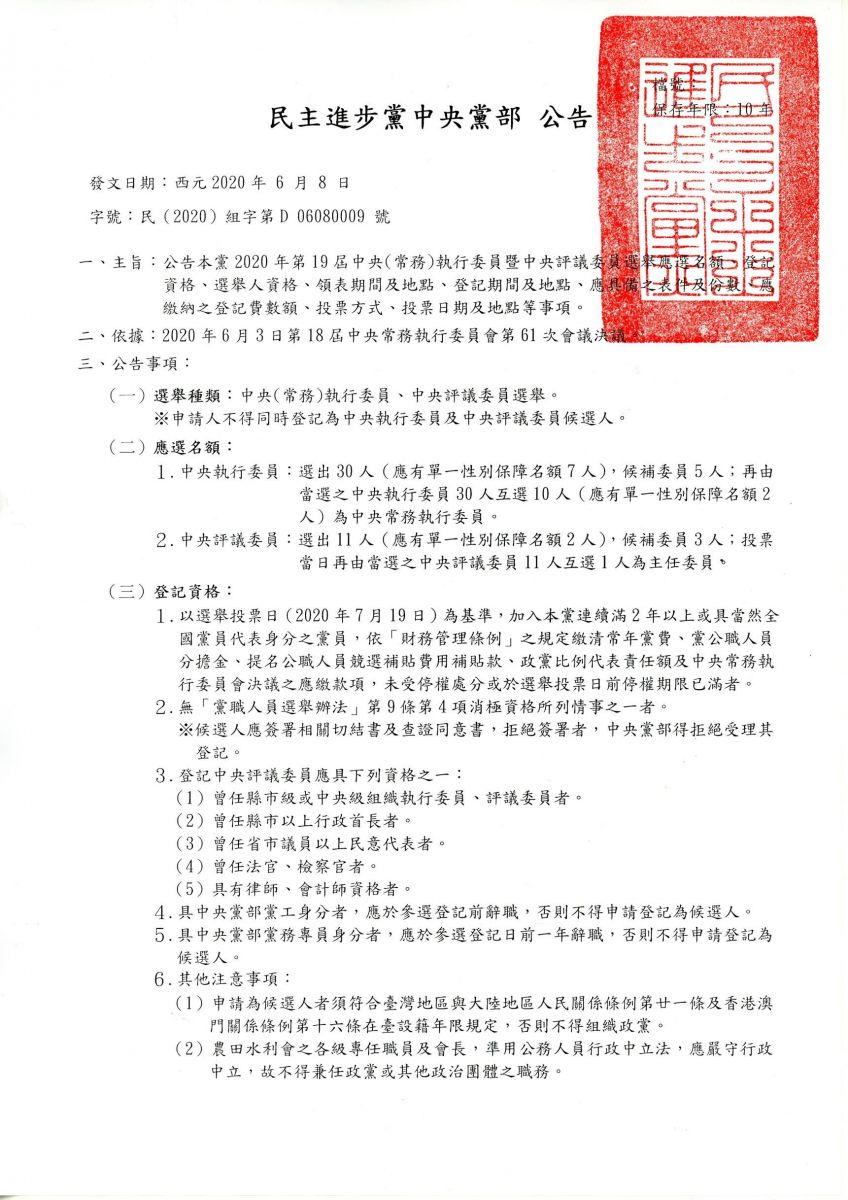 檔號：
保存年限：10年
民主進步黨中央黨部 公告
民主進步黨中央黨部
發文日期：西元2020年 6 月 8 日
字號：民（2020）組字第D 06080009 號
一、主旨：公告本黨 2020 年第 19 屆中央(常務)執行委員暨中央評議委員選舉應選名額、登記
資格、選舉人資格、領表期間及地點、登記期間及地點、應具備之表件及份數、應
繳納之登記費數額、投票方式、投票日期及地點等事項。
二、依據：2020 年 6 月 3 日第 18 屆中央常務執行委員會第 61 次會議決議。
三、公告事項：
（一）選舉種類：中央(常務)執行委員、中央評議委員選舉。
※申請人不得同時登記為中央執行委員及中央評議委員候選人。
（二）應選名額：
1.中央執行委員：選出 30 人（應有單一性別保障名額 7 人），候補委員 5 人；再由
當選之中央執行委員 30 人互選 10 人（應有單一性別保障名額 2
人）為中央常務執行委員。
2.中央評議委員：選出 11 人（應有單一性別保障名額 2 人），候補委員 3 人；投票
當日再由當選之中央評議委員 11 人互選 1 人為主任委員。
（三）登記資格：
1.以選舉投票日（2020 年 7 月 19 日）為基準，加入本黨連續滿 2 年以上或具當然全
國黨員代表身分之黨員，依「財務管理條例」之規定繳清常年黨費、黨公職人員
分擔金、提名公職人員競選補貼費用補貼款、政黨比例代表責任額及中央常務執
行委員會決議之應繳款項，未受停權處分或於選舉投票日前停權期限已滿者。
2.無「黨職人員選舉辦法」第 9 條第 4 項消極資格所列情事之一者。
※候選人應簽署相關切結書及查證同意書，拒絕簽署者，中央黨部得拒絕受理其
登記。
3.登記中央評議委員應具下列資格之一：
（1）曾任縣市級或中央級組織執行委員、評議委員者。
（2）曾任縣市以上行政首長者。
（3）曾任省市議員以上民意代表者。
（4）曾任法官、檢察官者。
（5）具有律師、會計師資格者。
4.具中央黨部黨工身分者，應於參選登記前辭職，否則不得申請登記為候選人。
5.具中央黨部黨務專員身分者，應於參選登記日前一年辭職，否則不得申請登記為
候選人。
6.其他注意事項：
（1）申請為候選人者須符合臺灣地區與大陸地區人民關係條例第廿一條及香港澳
門關係條例第十六條在臺設籍年限規定，否則不得組織政黨。
（2）農田水利會之各級專任職員及會長，準用公務人員行政中立法，應嚴守行政
中立，故不得兼任政黨或其他政治團體之職務。